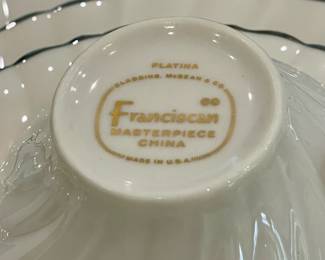 PLATINA
GLADDING, McBEAN & CO.
Franciscan
MASTERPIECE
CHINA
MADE IN U.S.A.